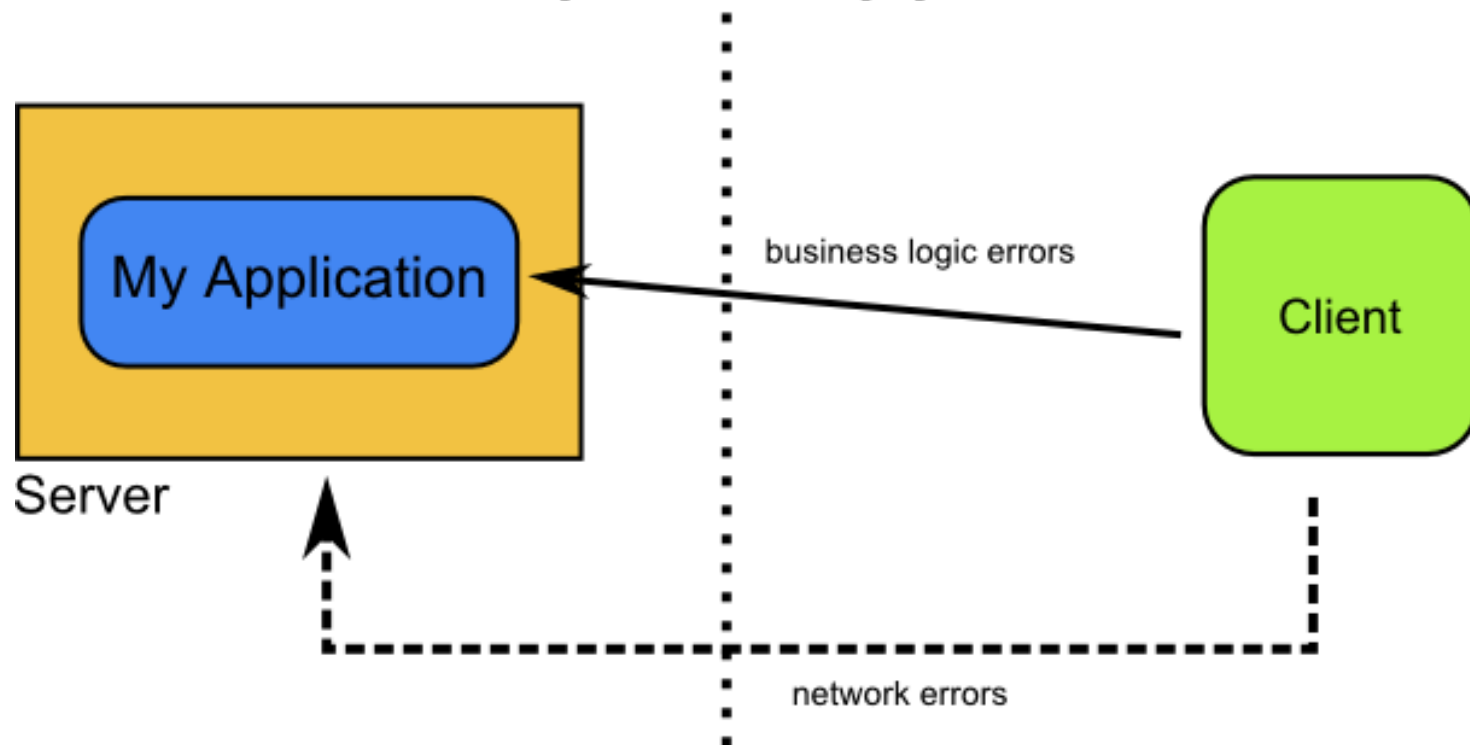 business logic errors
My Application
Client
Server
network errors